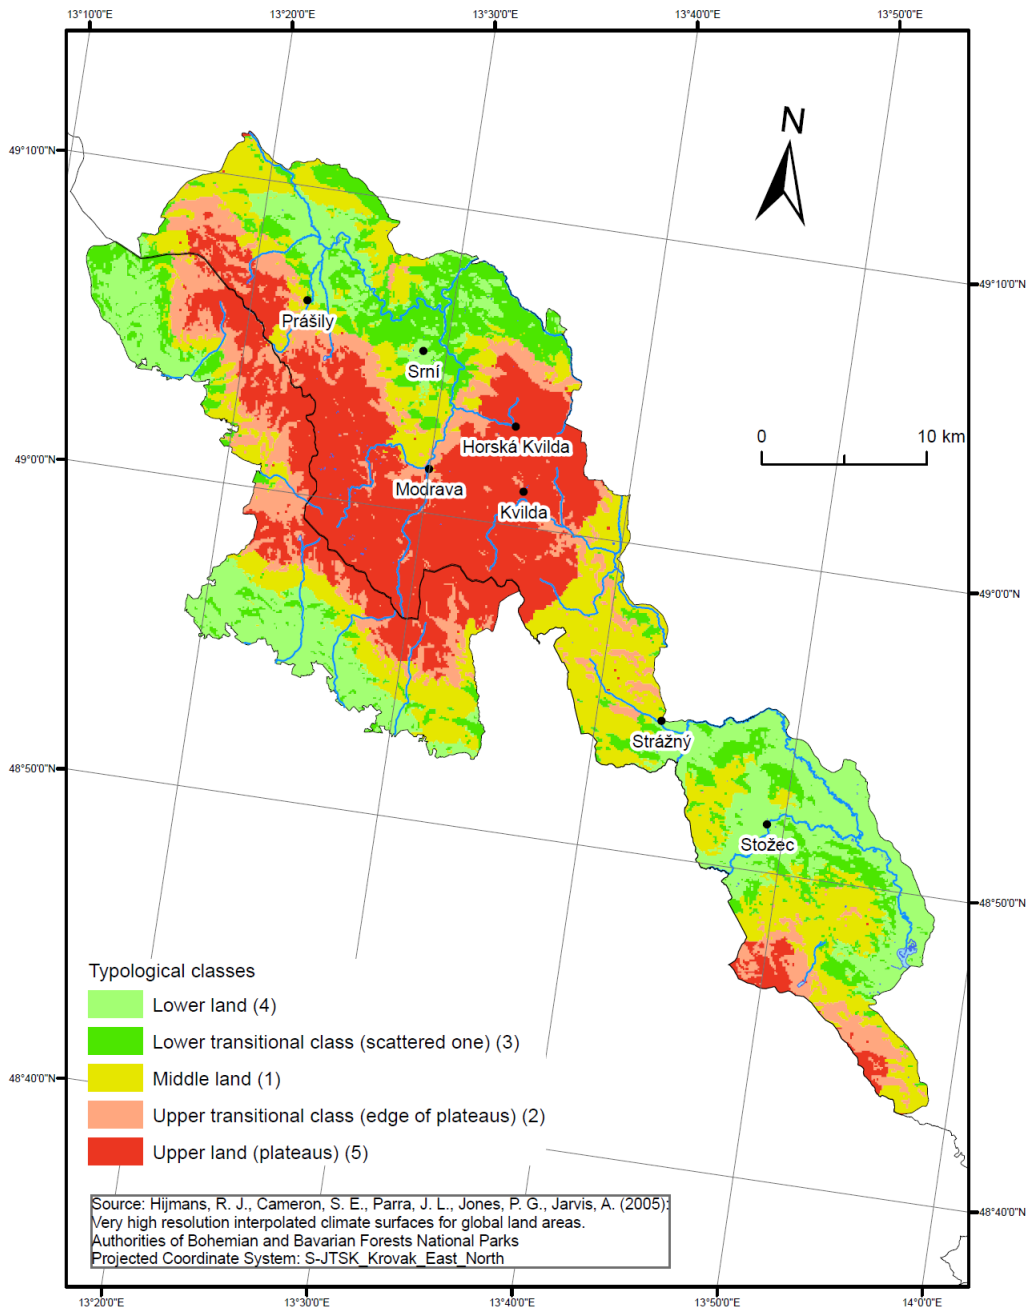 13°10'0"E 13°20'0"E 13°30'0"E 13°40'0"E 13°50'0"E
N
49°10'0"N
49°10'0"N
Prášily
Srní
0 10 km
Horská Kvilda
49°0'0"N
Modrava
Kvilda
49°0'0"N
Strážný
48°50'0"N
Stožec
48°50'0"N
Typological classes
Lower land (4)
Lower transitional class (scattered one) (3)
Middle land (1)
48°40'0"N
Upper transitional class (edge of plateaus) (2)
Upper land (plateaus) (5)
Source: Hijmans, R. J., Cameron, S. E., Parra, J. L., Jones, P. G., Jarvis, A. (2005):
Very high resolution interpolated climate surfaces for global land areas.
48°40'0"N
Authorities of Bohemian and Bavarian Forests National Parks
Projected Coordinate System: S-JTSK_Krovak_East_North
13°20'0"E 13°30'0"E 13°40'0"E 13°50'0"E 14°0'0"E